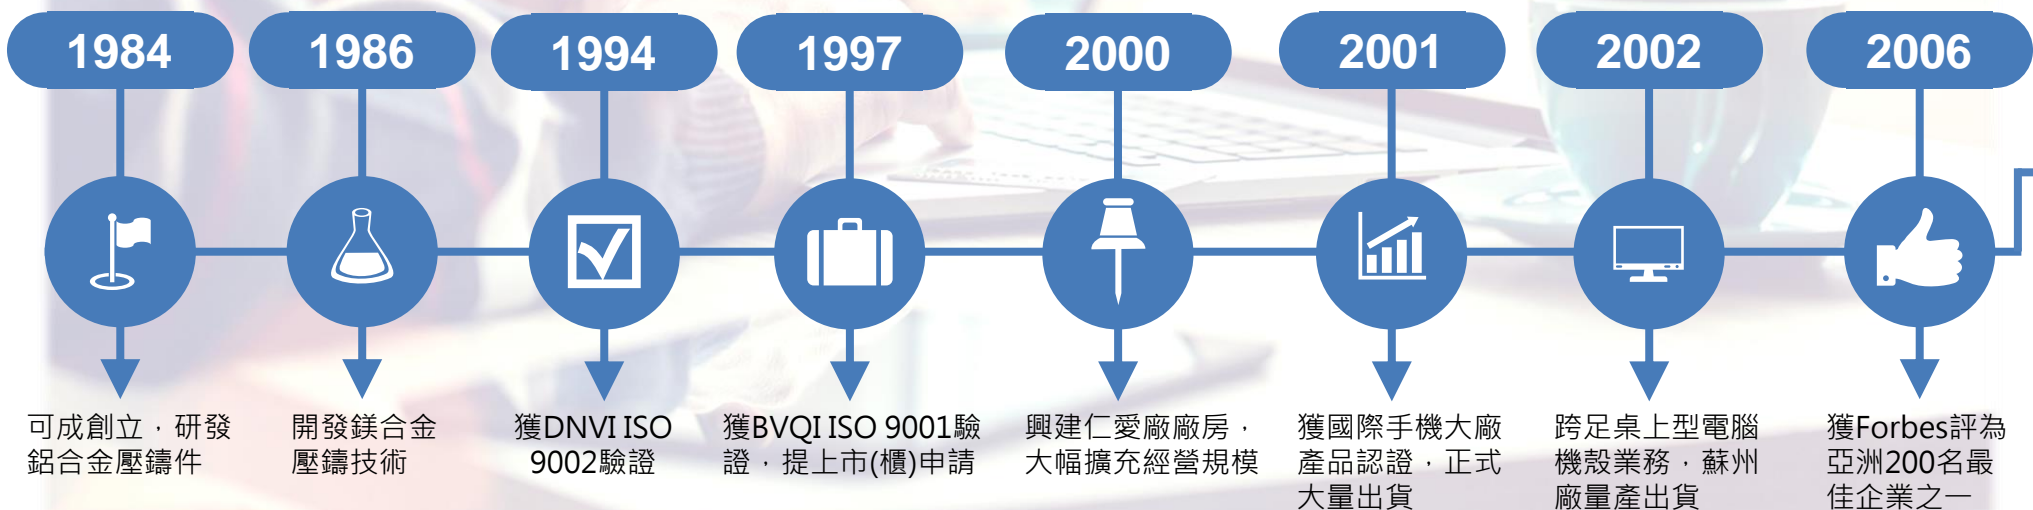 1984
1986
1994
1997
2000
2001
2002
2006
可成創立，研發
鋁合金壓鑄件
開發鎂合金
壓鑄技術
獲DNVI ISO
9002驗證
獲BVQI ISO 9001驗
證，提上市(櫃)申請
興建仁愛廠廠房，
大幅擴充經營規模
獲國際手機大廠
產品認證，正式
大量出貨
跨足桌上型電腦
機殼業務，蘇州
廠量產出貨
獲Forbes評為
亞洲200名最
佳企業之一